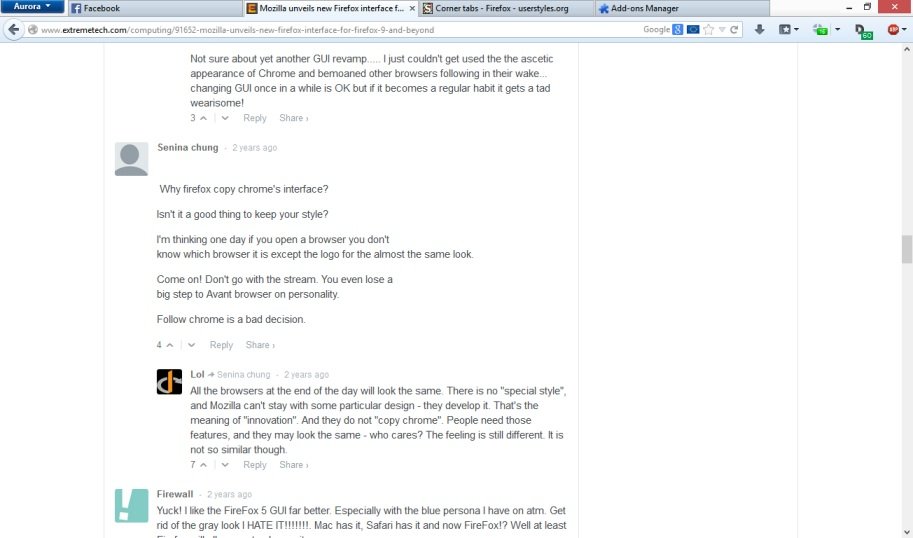 Aurora
Facebook
Mozilla unveils new Firefox interface f...
Corner tabs - Firefox - userstyles.org
Add-ons Manager
www.extremetech.com/computing/91652-mozilla-unveils-new-firefox-interface-for-firefox-9-and-beyond
Google
60
Not sure about yet another GUI revamp..... I just couldn't get used the the ascetic
appearance of Chrome and bemoaned other browsers following in their wake...
changing GUI once in a while is OK but if it becomes a regular habit it gets a tad
wearisome!
3 Reply Share ›
Senina chung - 2 years ago
Why firefox copy chrome's interface?
Isn't it a good thing to keep your style?
I'm thinking one day if you open a browser you don't
know which browser it is except the logo for the almost the same look.
Come on! Don't go with the stream. You even lose a
big step to Avant browser on personality.
Follow chrome is a bad decision.
4 Reply Share ›
Lol Senina chung - 2 years ago
All the browsers at the end of the day will look the same. There is no "special style",
and Mozilla can't stay with some particular design - they develop it. That's the
meaning of "innovation". And they do not "copy chrome". People need those
features, and they may look the same - who cares? The feeling is still different. It is
not so similar though.
7 Reply Share ›
Firewall - 2 years ago
Yuck! I like the FireFox 5 GUI far better. Especially with the blue persona I have on atm. Get
rid of the gray look I HATE IT!!!!!!!. Mac has it, Safari has it and now FireFox!? Well at least